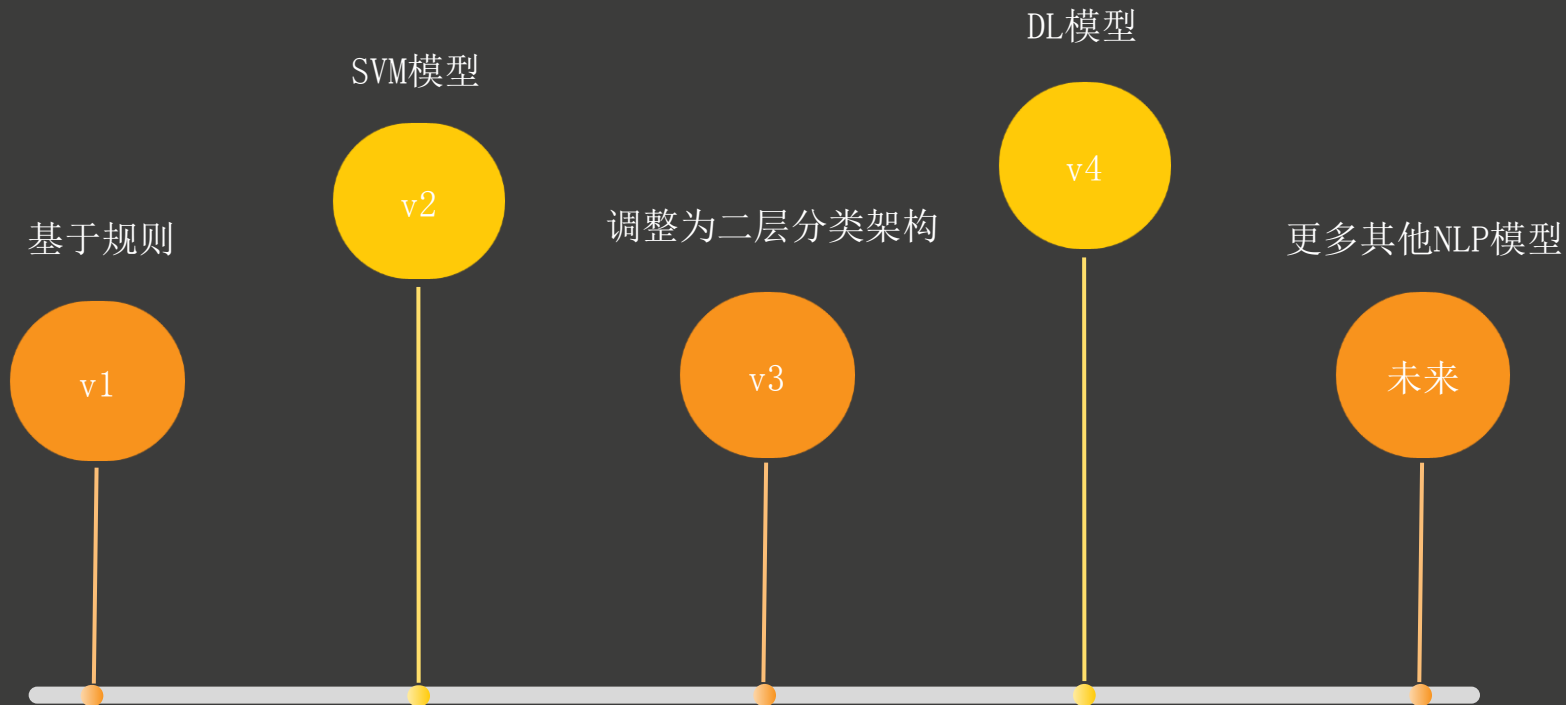 基于规则
v1
SVM模型
v2
调整为二层分类架构
v3
DL模型
v4
更多其他NLP模型
未来